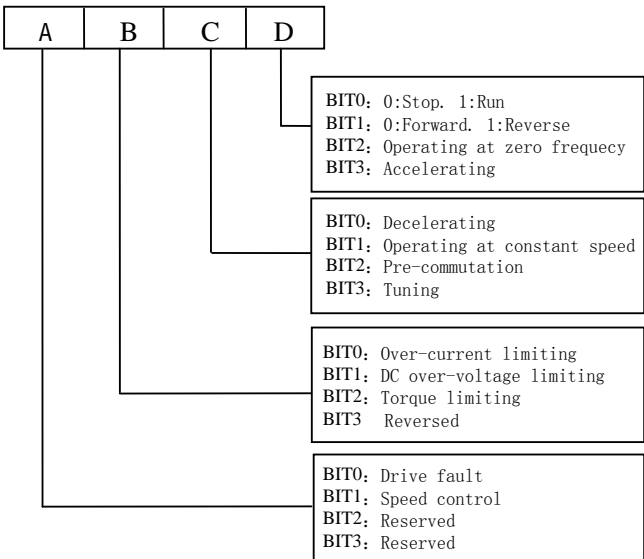 A B C D
BIT0：0:Stop. 1:Run
BIT1：0:Forward. 1:Reverse
BIT2：Operating at zero frequecy
BIT3：Accelerating
BIT0：Decelerating
BIT1：Operating at constant speed
BIT2：Pre-commutation
BIT3：Tuning
BIT0：Over-current limiting
BIT1：DC over-voltage limiting
BIT2：Torque limiting
BIT3 Reversed
BIT0：Drive fault
BIT1：Speed control
BIT2：Reserved
BIT3：Reserved